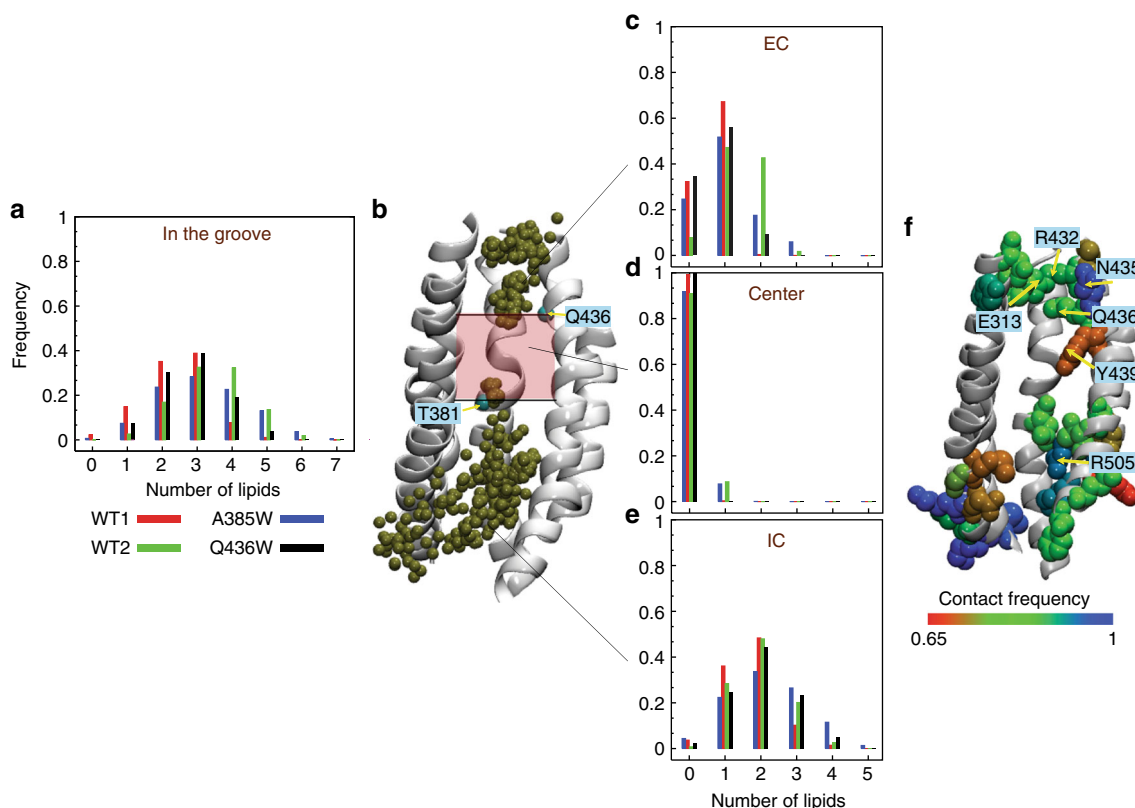 a
In the groove
1
0.8
0.6
0.4
0.2
0
Frequency
0 1 2 3 4 5 6 7
Number of lipids
WT1 A385W
WT2 Q436W
b
Q436
T381
c
EC
1
0.8
0.6
0.4
0.2
0
d
Center
1
0.8
0.6
0.4
0.2
0
e
IC
1
0.8
0.6
0.4
0.2
0
0 1 2 3 4 5
Number of lipids
f
R432
N435
E313
Q436
Y439
R505
Contact frequency
0.65 1